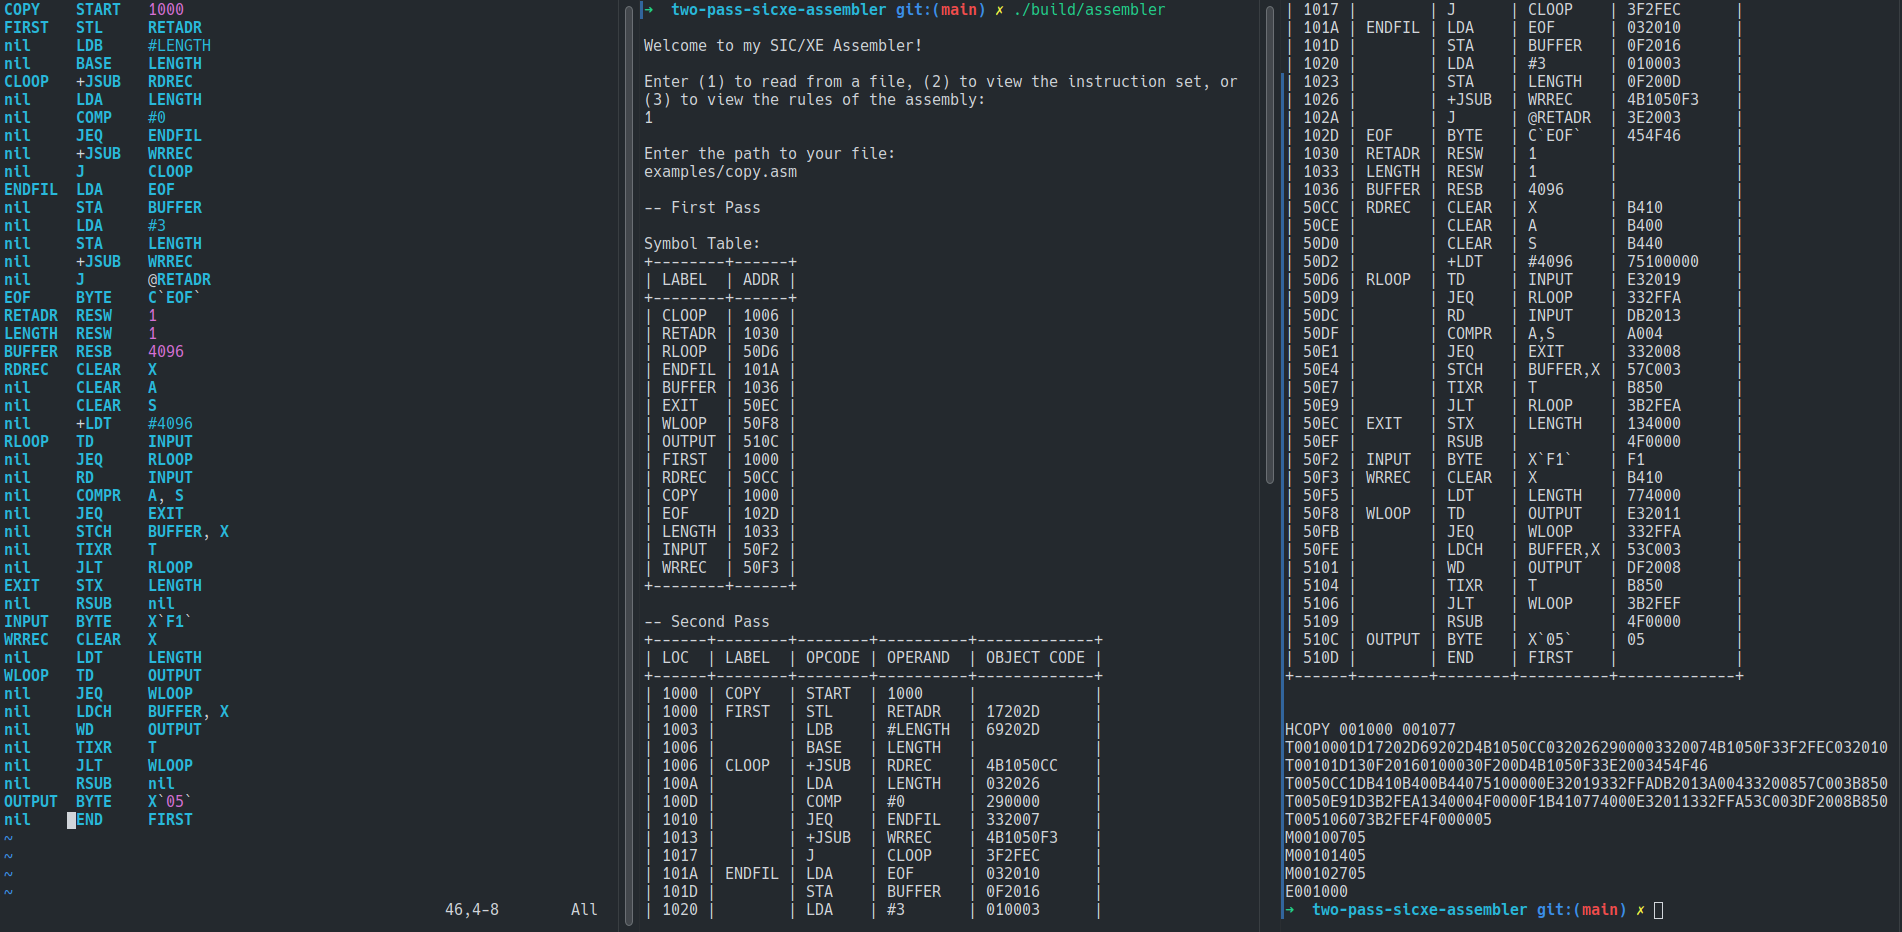 COPY    START   1000
FIRST   STL     RETADR
nil     LDB     #LENGTH
nil     BASE    LENGTH
CLOOP   +JSUB   RDREC
nil     LDA     LENGTH
nil     COMP    #0
nil     JEQ     ENDFIL
nil     +JSUB   WRREC
nil     J       CLOOP
ENDFIL  LDA     EOF
nil     STA     BUFFER
nil     LDA     #3
nil     STA     LENGTH
nil     +JSUB   WRREC
nil     J       @RETADR
EOF     BYTE    C`EOF`
RETADR  RESW    1
LENGTH  RESW    1
BUFFER  RESB    4096
RDREC   CLEAR   X
nil     CLEAR   A
nil     CLEAR   S
nil     +LDT    #4096
RLOOP   TD      INPUT
nil     JEQ     RLOOP
nil     RD      INPUT
nil     COMPR   A, S
nil     JEQ     EXIT
nil     STCH    BUFFER, X
nil     TIXR    T
nil     JLT     RLOOP
EXIT    STX     LENGTH
nil     RSUB    nil
INPUT   BYTE    X`F1`
WRREC   CLEAR   X
nil     LDT     LENGTH
WLOOP   TD      OUTPUT
nil     JEQ     WLOOP
nil     LDCH    BUFFER, X
nil     WD      OUTPUT
nil     TIXR    T
nil     JLT     WLOOP
nil     RSUB    nil
OUTPUT  BYTE    X`05`
nil     END     FIRST
~
~
~
~
46,4-8        All
➜  two-pass-sicxe-assembler git:(main) ✗ ./build/assembler
Welcome to my SIC/XE Assembler!
Enter (1) to read from a file, (2) to view the instruction set, or
(3) to view the rules of the assembly:
1
Enter the path to your file:
examples/copy.asm
-- First Pass
Symbol Table:
+--------+------+
| LABEL  | ADDR |
+--------+------+
| CLOOP  | 1006 |
| RETADR | 1030 |
| RLOOP  | 50D6 |
| ENDFIL | 101A |
| BUFFER | 1036 |
| EXIT   | 50EC |
| WLOOP  | 50F8 |
| OUTPUT | 510C |
| FIRST  | 1000 |
| RDREC  | 50CC |
| COPY   | 1000 |
| EOF    | 102D |
| LENGTH | 1033 |
| INPUT  | 50F2 |
| WRREC  | 50F3 |
+--------+------+
-- Second Pass
+------+--------+--------+----------+-------------+
| LOC  | LABEL  | OPCODE | OPERAND  | OBJECT CODE |
+------+--------+--------+----------+-------------+
| 1000 | COPY   | START  | 1000     |             |
| 1000 | FIRST  | STL    | RETADR   | 17202D      |
| 1003 |        | LDB    | #LENGTH  | 69202D      |
| 1006 |        | BASE   | LENGTH   |             |
| 1006 | CLOOP  | +JSUB  | RDREC    | 4B1050CC    |
| 100A |        | LDA    | LENGTH   | 032026      |
| 100D |        | COMP   | #0       | 290000      |
| 1010 |        | JEQ    | ENDFIL   | 332007      |
| 1013 |        | +JSUB  | WRREC    | 4B1050F3    |
| 1017 |        | J      | CLOOP    | 3F2FEC      |
| 101A | ENDFIL | LDA    | EOF      | 032010      |
| 101D |        | STA    | BUFFER   | 0F2016      |
| 1020 |        | LDA    | #3       | 010003      |
| 1017 |        | J      | CLOOP    | 3F2FEC      |
| 101A | ENDFIL | LDA    | EOF      | 032010      |
| 101D |        | STA    | BUFFER   | 0F2016      |
| 1020 |        | LDA    | #3       | 010003      |
| 1023 |        | STA    | LENGTH   | 0F200D      |
| 1026 |        | +JSUB  | WRREC    | 4B1050F3    |
| 102A |        | J      | @RETADR  | 3E2003      |
| 102D | EOF    | BYTE   | C`EOF`   | 454F46      |
| 1030 | RETADR | RESW   | 1        |             |
| 1033 | LENGTH | RESW   | 1        |             |
| 1036 | BUFFER | RESB   | 4096     |             |
| 50CC | RDREC  | CLEAR  | X        | B410        |
| 50CE |        | CLEAR  | A        | B400        |
| 50D0 |        | CLEAR  | S        | B440        |
| 50D2 |        | +LDT   | #4096    | 75100000    |
| 50D6 | RLOOP  | TD     | INPUT    | E32019      |
| 50D9 |        | JEQ    | RLOOP    | 332FFA      |
| 50DC |        | RD     | INPUT    | DB2013      |
| 50DF |        | COMPR  | A,S      | A004        |
| 50E1 |        | JEQ    | EXIT     | 332008      |
| 50E4 |        | STCH   | BUFFER,X | 57C003      |
| 50E7 |        | TIXR   | T        | B850        |
| 50E9 |        | JLT    | RLOOP    | 3B2FEA      |
| 50EC | EXIT   | STX    | LENGTH   | 134000      |
| 50EF |        | RSUB   |          | 4F0000      |
| 50F2 | INPUT  | BYTE   | X`F1`    | F1          |
| 50F3 | WRREC  | CLEAR  | X        | B410        |
| 50F5 |        | LDT    | LENGTH   | 774000      |
| 50F8 | WLOOP  | TD     | OUTPUT   | E32011      |
| 50FB |        | JEQ    | WLOOP    | 332FFA      |
| 50FE |        | LDCH   | BUFFER,X | 53C003      |
| 5101 |        | WD     | OUTPUT   | DF2008      |
| 5104 |        | TIXR   | T        | B850        |
| 5106 |        | JLT    | WLOOP    | 3B2FEF      |
| 5109 |        | RSUB   |          | 4F0000      |
| 510C | OUTPUT | BYTE   | X`05`    | 05          |
| 510D |        | END    | FIRST    |             |
+------+--------+--------+----------+-------------+
HCOPY 001000 001077
T0010001D17202D69202D4B1050CC0320262900003320074B1050F33F2FEC032010
T00101D130F20160100030F200D4B1050F33E2003454F46
T0050CC1DB410B400B44075100000E32019332FFADB2013A00433200857C003B850
T0050E91D3B2FEA1340004F0000F1B410774000E32011332FFA53C003DF2008B850
T005106073B2FEF4F000005
M00100705
M00101405
M00102705
E001000
➜  two-pass-sicxe-assembler git:(main) ✗